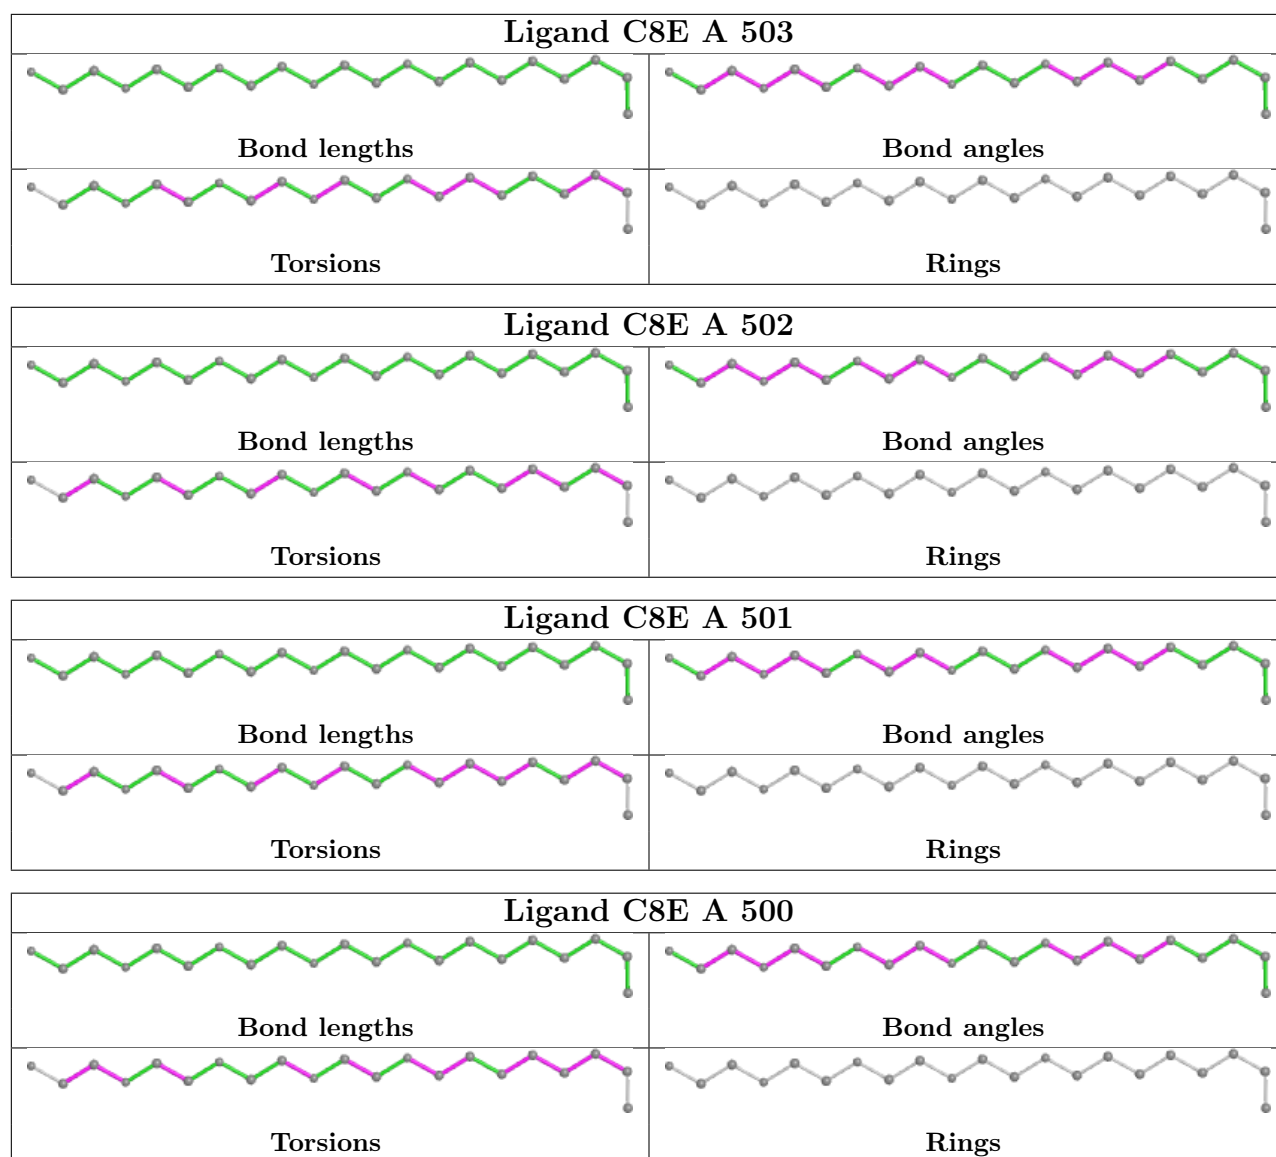 Ligand C8E A 503
Bond lengths
Bond angles
Torsions
Rings
Ligand C8E A 502
Bond lengths
Bond angles
Torsions
Rings
Ligand C8E A 501
Bond lengths
Bond angles
Torsions
Rings
Ligand C8E A 500
Bond lengths
Bond angles
Torsions
Rings